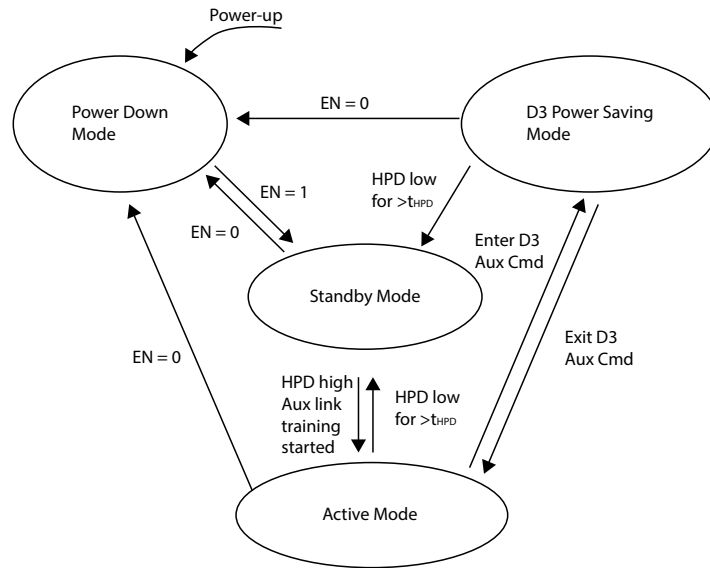 Power-up
Power Down
Mode
EN = 0
D3 Power Saving
Mode
EN = 1
EN = 0
HPD low
for >tHPD
Enter D3
Aux Cmd
Standby Mode
EN = 0
Exit D3
Aux Cmd
HPD high
Aux link
training
started
HPD low
for >tHPD
Active Mode